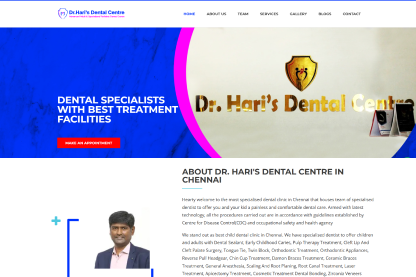 Dr.Hari's Dental Centre
HOME ABOUT US TEAM SERVICES GALLERY BLOGS CONTACT
DENTAL SPECIALISTS
WITH BEST TREATMENT
FACILITIES
MAKE AN APPOINTMENT
Dr. Hari's Dental Centre
ABOUT DR. HARI'S DENTAL CENTRE IN
CHENNAI
Hearty welcome to the most specialised dental clinic in Chennai that houses team of specialised
dentist to offer you and your kid a painless and comfortable dental care. Armed with latest
technology, all the procedures carried out are in accordance with guidelines established by
Centre for Disease Control(CDC) and occupational safety and health agency.
We stand out as best child dental clinic in Chennai. We have specialised dentist to offer children
and adults with Dental Sealant, Early Childhood Caries, Pulp Therapy Treatment, Cleft Lip And
Cleft Palate Surgery, Tongue Tie, Twin Block, Orthodontic Treatment, Orthodontic Appliances,
Reverse Pull Headgear, Chin Cup Treatment, Damon Braces Treatment, Ceramic Braces
Treatment, General Anesthesia, Scaling And Root Planing, Root Canal Treatment, Laser
Treatment, Apicectomy Treatment, Cosmetic Treatment Dental Bonding, Zirconia Veneers